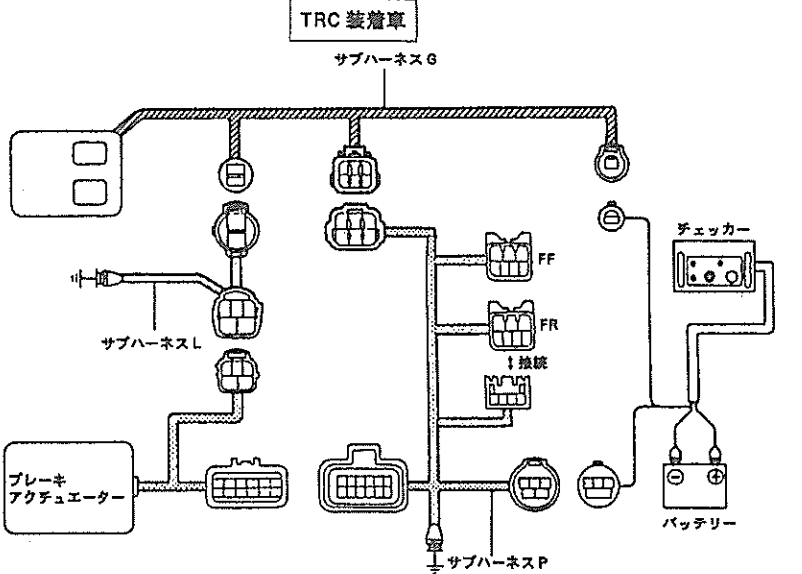 TRC 装着車
サブハーネスG
チェッカー
FF
FR
サブハーネスL
↕接続
ブレーキ
アクチュエーター
バッテリー
サブハーネスP